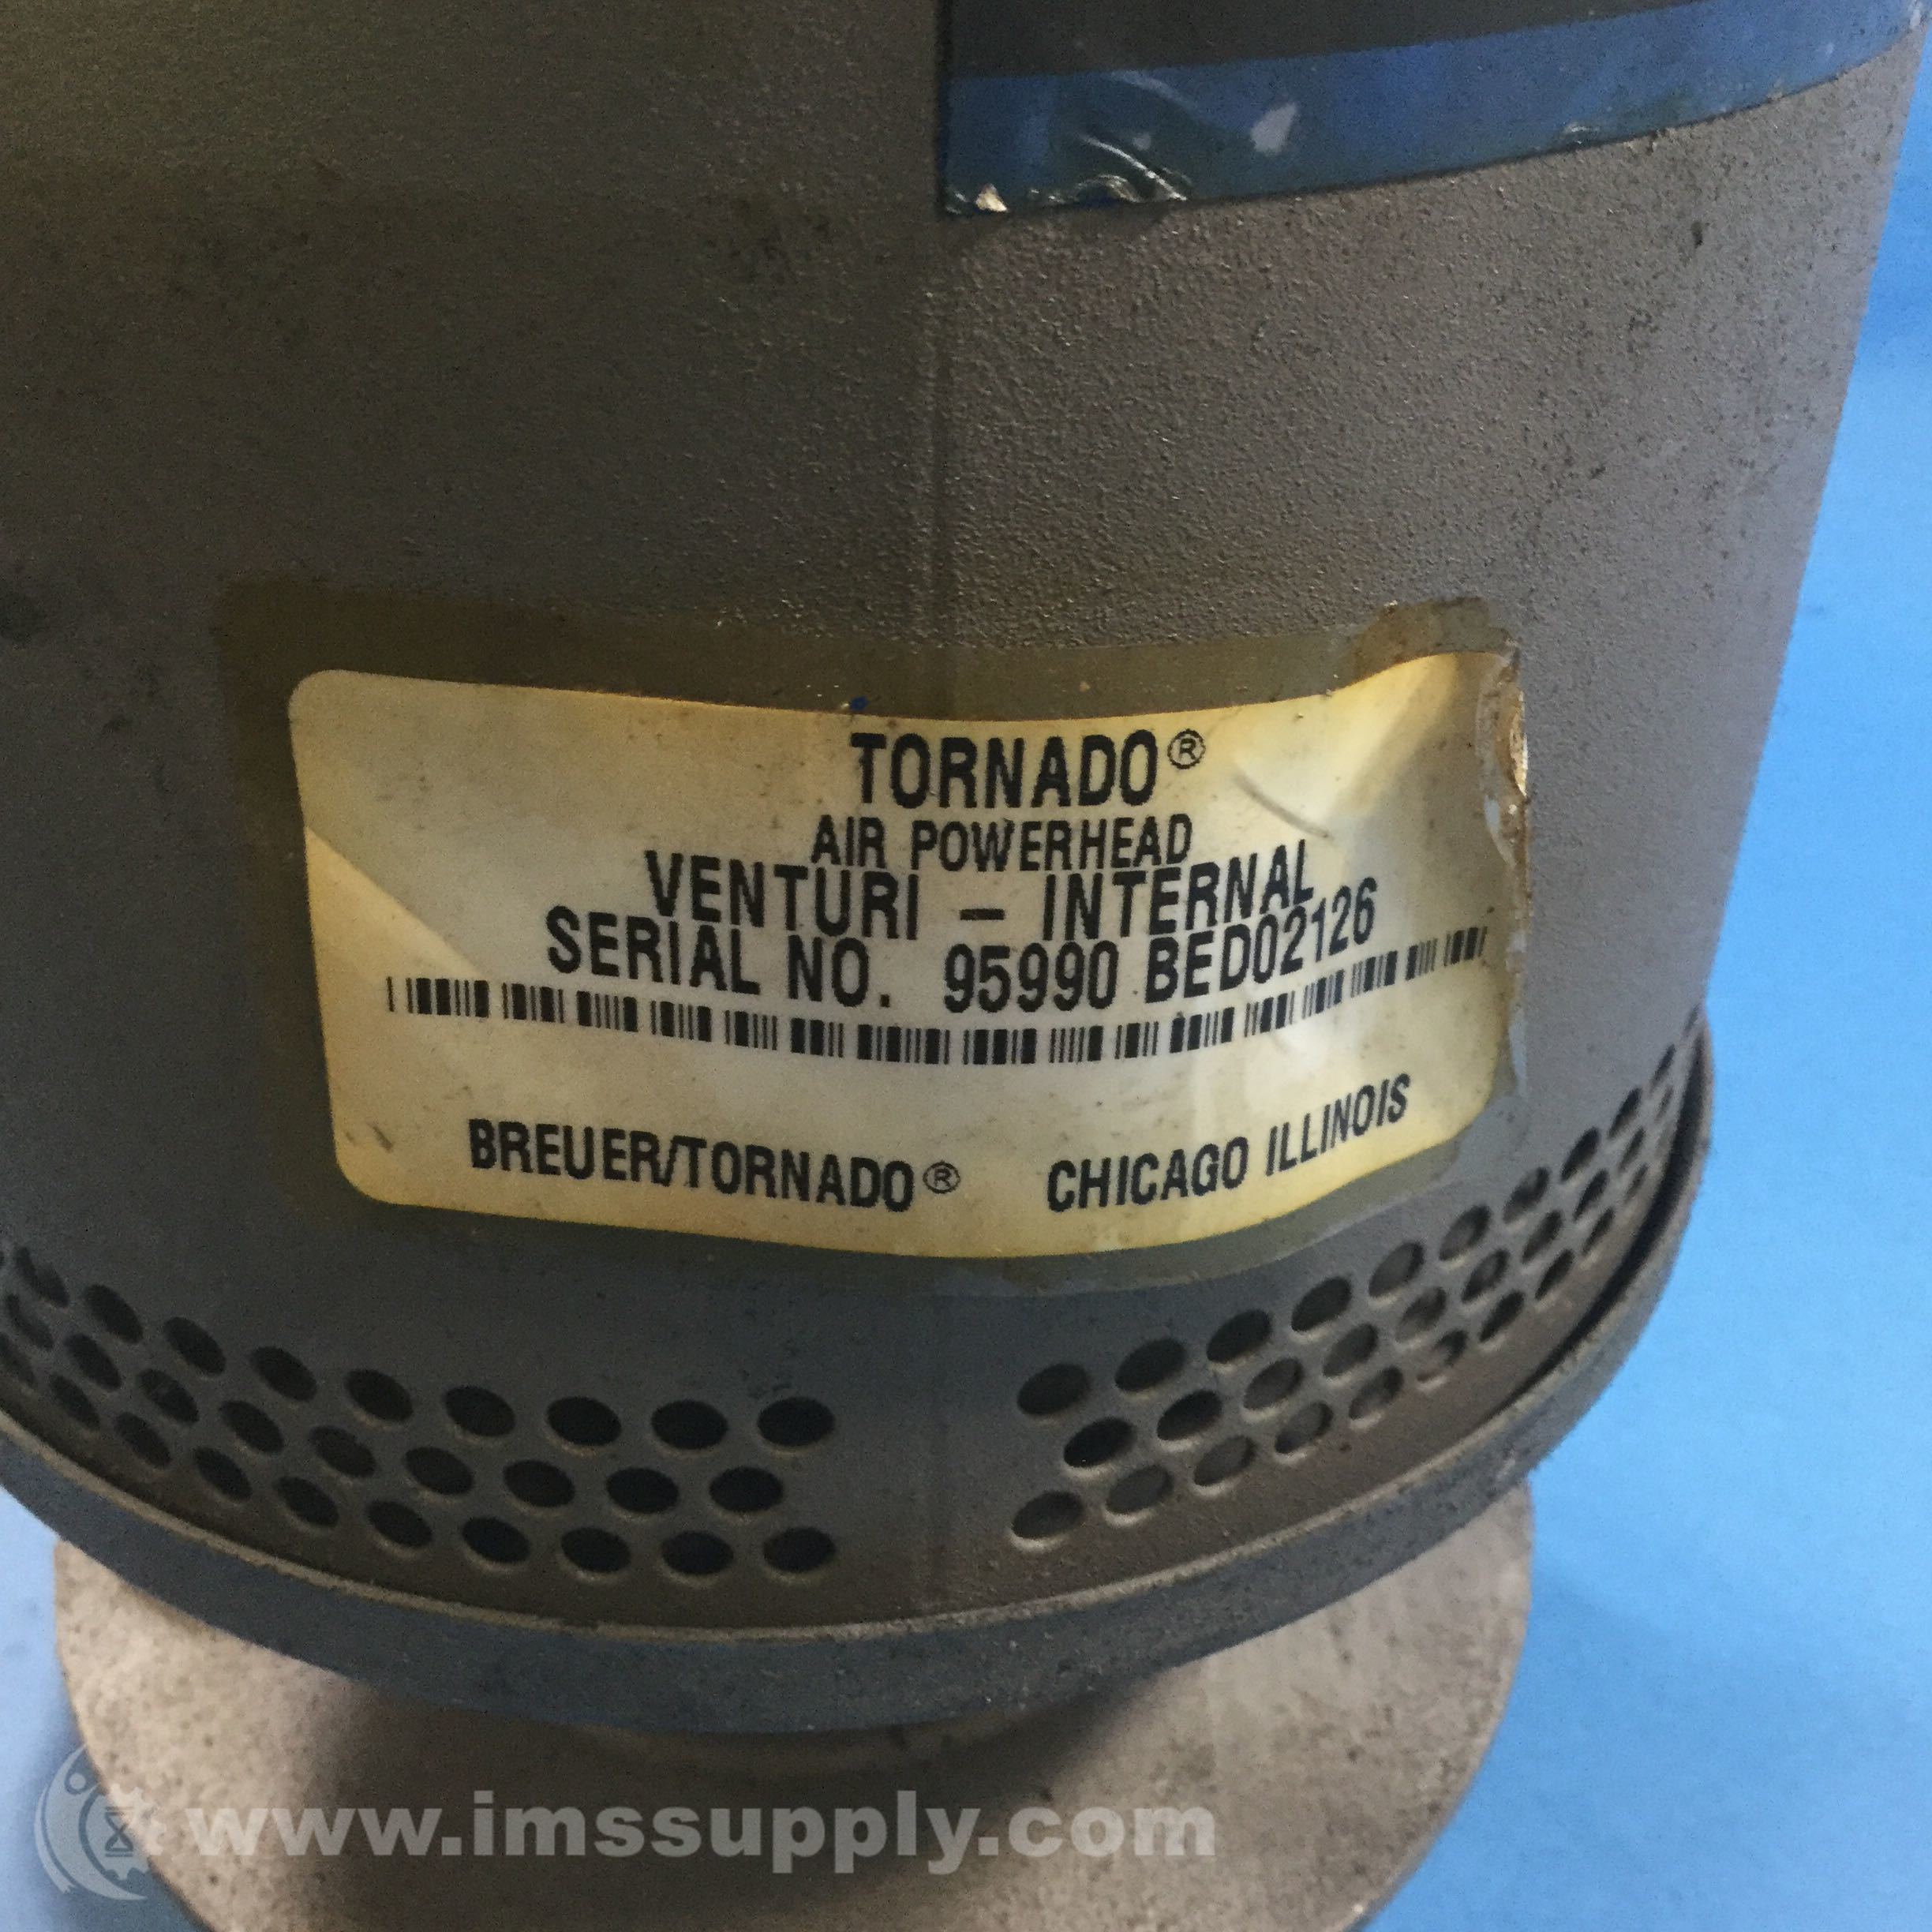 TORNADO®
AIR POWERHEAD
VENTURI – INTERNAL
SERIAL NO. 95990 BED02126
BREUER/TORNADO® CHICAGO ILLINOIS
www.imssupply.com